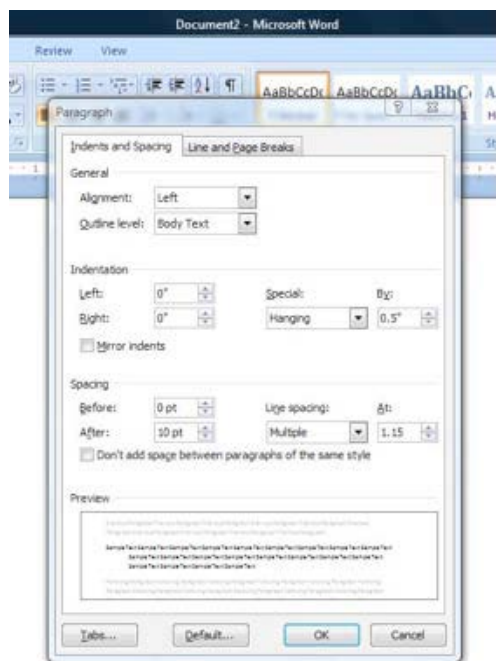 Document2 - Microsoft Word
Review View
AaBbCcDc AaBbCcDc AaBbC
Paragraph
Indents and Spacing Line and Page Breaks
General
Alignment: Left
Outline level: Body Text
Indentation
Left: 0" Special: By:
Right: 0" Hanging 0.5"
Mirror indents
Spacing
Before: 0 pt Line spacing: At:
After: 10 pt Multiple 1.15
Don't add space between paragraphs of the same style
Preview
Tabs... Default... OK Cancel